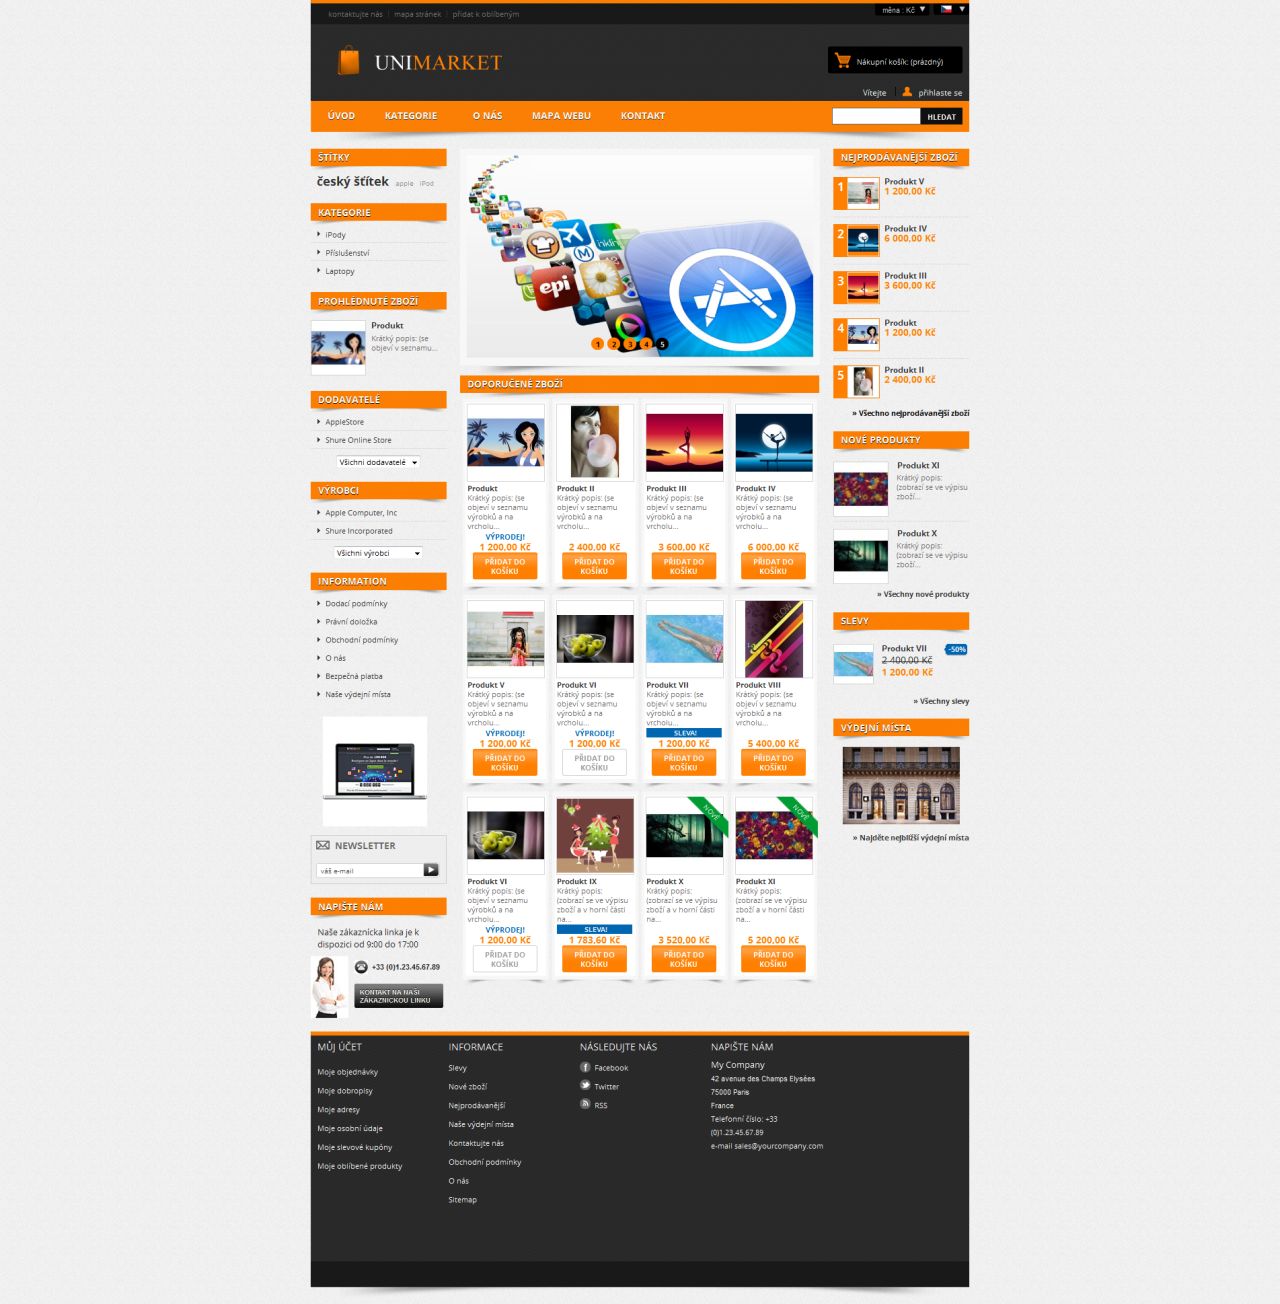 kontaktujte nás
mapa stránek
přidat k oblíbeným
měna : Kč
UNIMARKET
Nákupní košík: (prázdný)
Vítejte
přihlaste se
ÚVOD
KATEGORIE
O NÁS
MAPA WEBU
KONTAKT
HLEDAT
ŠTÍTKY
český šťítek apple iPod
KATEGORIE
iPody
Příslušenství
Laptopy
PROHLÉDNUTÉ ZBOŽÍ
Produkt
Krátký popis: (se
objeví v seznamu...
DODAVATELÉ
AppleStore
Shure Online Store
Všichni dodavatelé
VÝROBCI
Apple Computer, Inc
Shure Incorporated
Všichni výrobci
INFORMATION
Dodací podmínky
Právní doložka
Obchodní podmínky
O nás
Bezpečná platba
Naše výdejní místa
NEWSLETTER
váš e-mail
NAPIŠTE NÁM
Naše zákaznícka linka je k
dispozici od 9:00 do 17:00
+33 (0)1.23.45.67.89
KONTAKT NA NAŠI
ZÁKAZNICKOU LINKU
epi
1 2 3 4 5
DOPORUČENÉ ZBOŽÍ
Produkt
Krátký popis: (se
objeví v seznamu
výrobků a na
vrcholu...
VÝPRODEJ!
1 200,00 Kč
PŘIDAT DO
KOŠÍKU
Produkt II
Krátký popis: (se
objeví v seznamu
výrobků a na
vrcholu...
2 400,00 Kč
PŘIDAT DO
KOŠÍKU
Produkt III
Krátký popis: (se
objeví v seznamu
výrobků a na
vrcholu...
3 600,00 Kč
PŘIDAT DO
KOŠÍKU
Produkt IV
Krátký popis: (se
objeví v seznamu
výrobků a na
vrcholu...
6 000,00 Kč
PŘIDAT DO
KOŠÍKU
Produkt V
Krátký popis: (se
objeví v seznamu
výrobků a na
vrcholu...
VÝPRODEJ!
1 200,00 Kč
PŘIDAT DO
KOŠÍKU
Produkt VI
Krátký popis: (se
objeví v seznamu
výrobků a na
vrcholu...
VÝPRODEJ!
1 200,00 Kč
PŘIDAT DO
KOŠÍKU
Produkt VII
Krátký popis: (se
objeví v seznamu
výrobků a na
vrcholu...
SLEVA!
1 200,00 Kč
PŘIDAT DO
KOŠÍKU
FLOW
Produkt VIII
Krátký popis: (se
objeví v seznamu
výrobků a na
vrcholu...
5 400,00 Kč
PŘIDAT DO
KOŠÍKU
Produkt VI
Krátký popis: (se
objeví v seznamu
výrobků a na
vrcholu...
VÝPRODEJ!
1 200,00 Kč
PŘIDAT DO
KOŠÍKU
Produkt IX
Krátký popis: (se
objeví v seznamu
výrobků a na
vrcholu...
SLEVA!
1 783,60 Kč
PŘIDAT DO
KOŠÍKU
NOVÉ
Produkt X
Krátký popis:
(zobrazí se ve výpisu
zboží a v horní části
na...
3 520,00 Kč
PŘIDAT DO
KOŠÍKU
NOVÉ
Produkt XI
Krátký popis:
(zobrazí se ve výpisu
zboží a v horní části
na...
5 200,00 Kč
PŘIDAT DO
KOŠÍKU
NEJPRODÁVANĚJŠÍ ZBOŽÍ
1
Produkt V
1 200,00 Kč
2
Produkt IV
6 000,00 Kč
3
Produkt III
3 600,00 Kč
4
Produkt
1 200,00 Kč
5
Produkt II
2 400,00 Kč
» Všechno nejprodávanější zboží
NOVÉ PRODUKTY
Produkt XI
Krátký popis:
(zobrazí se ve výpisu
zboží...
Produkt X
Krátký popis:
(zobrazí se ve výpisu
zboží...
» Všechny nové produkty
SLEVY
Produkt VII
-50%
2 400,00 Kč
1 200,00 Kč
» Všechny slevy
VÝDEJNÍ MÍSTA
» Najděte nejbližší výdejní místa
MŮJ ÚČET
Moje objednávky
Moje dobropisy
Moje adresy
Moje osobní údaje
Moje slevové kupóny
Moje oblíbené produkty
INFORMACE
Slevy
Nové zboží
Nejprodávanější
Naše výdejní místa
Kontaktujte nás
Obchodní podmínky
O nás
Sitemap
NÁSLEDUJTE NÁS
Facebook
Twitter
RSS
NAPIŠTE NÁM
My Company
42 avenue des Champs Elysées
75000 Paris
France
Telefonní číslo: +33
(0)1.23.45.67.89
e-mail sales@yourcompany.com